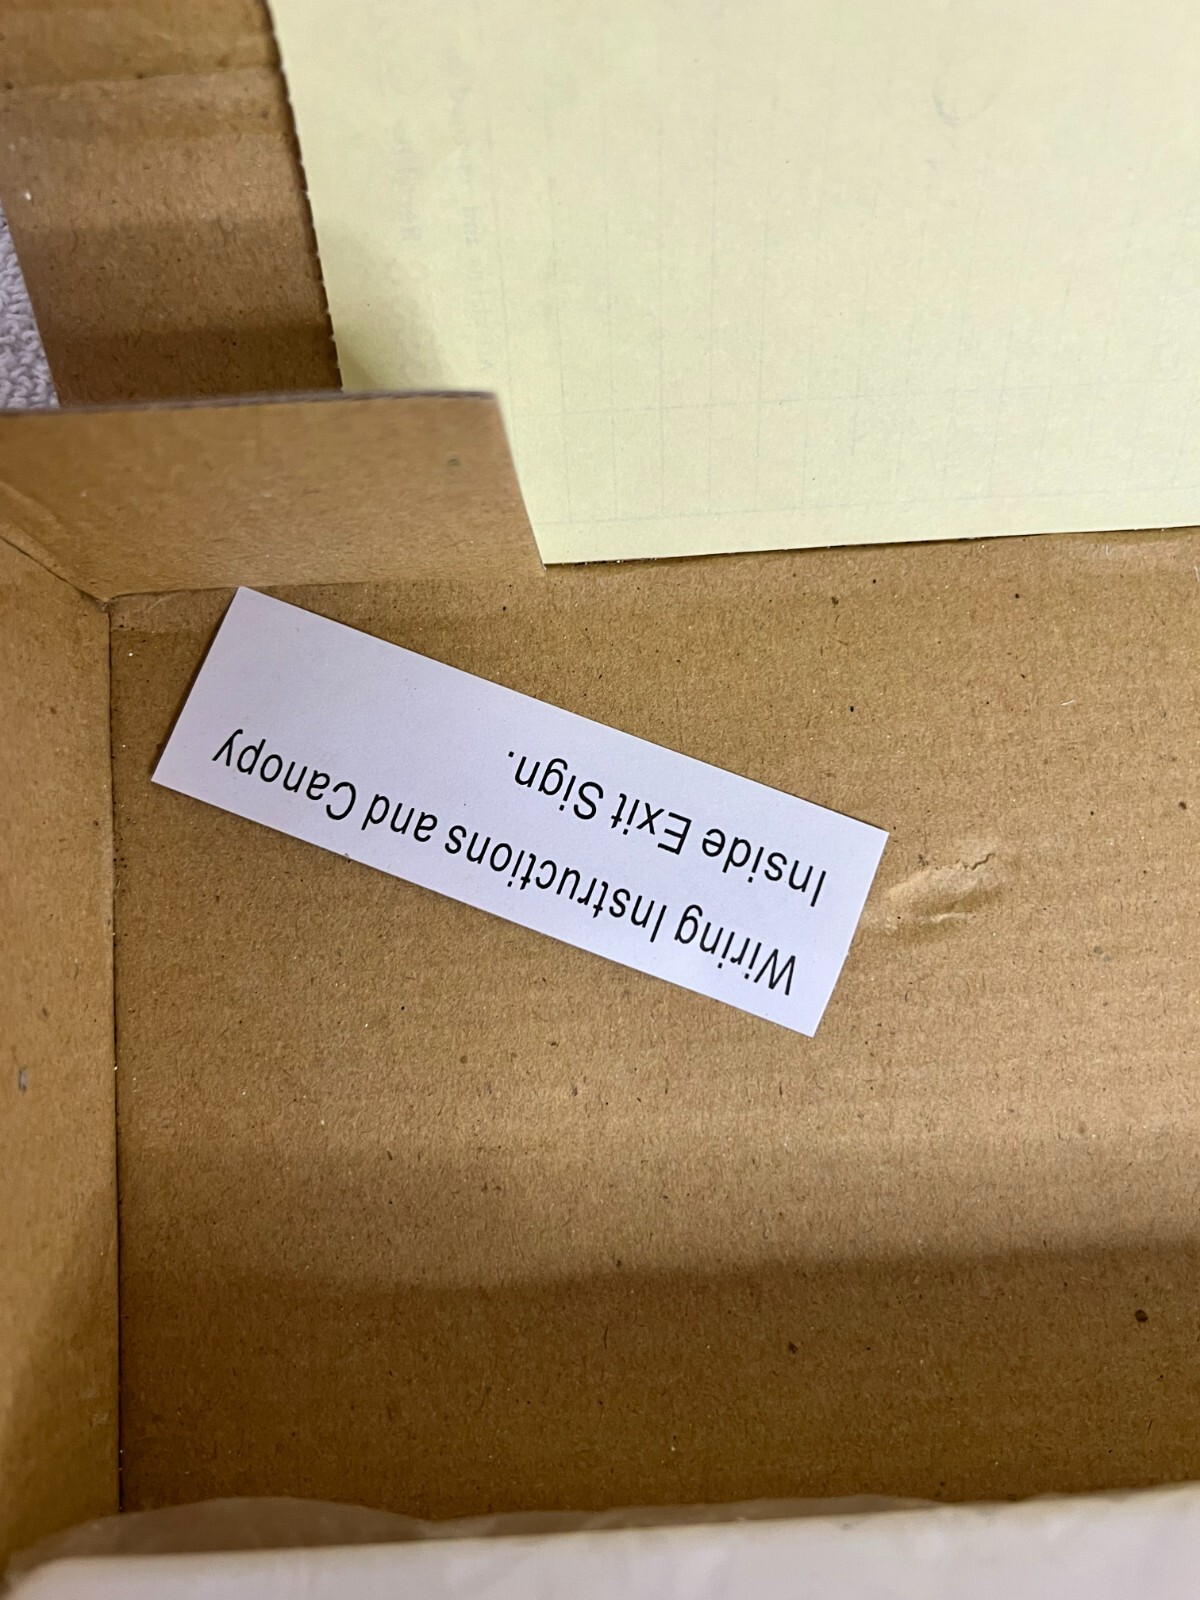 Wiring Instructions and Canopy
Inside Exit Sign.